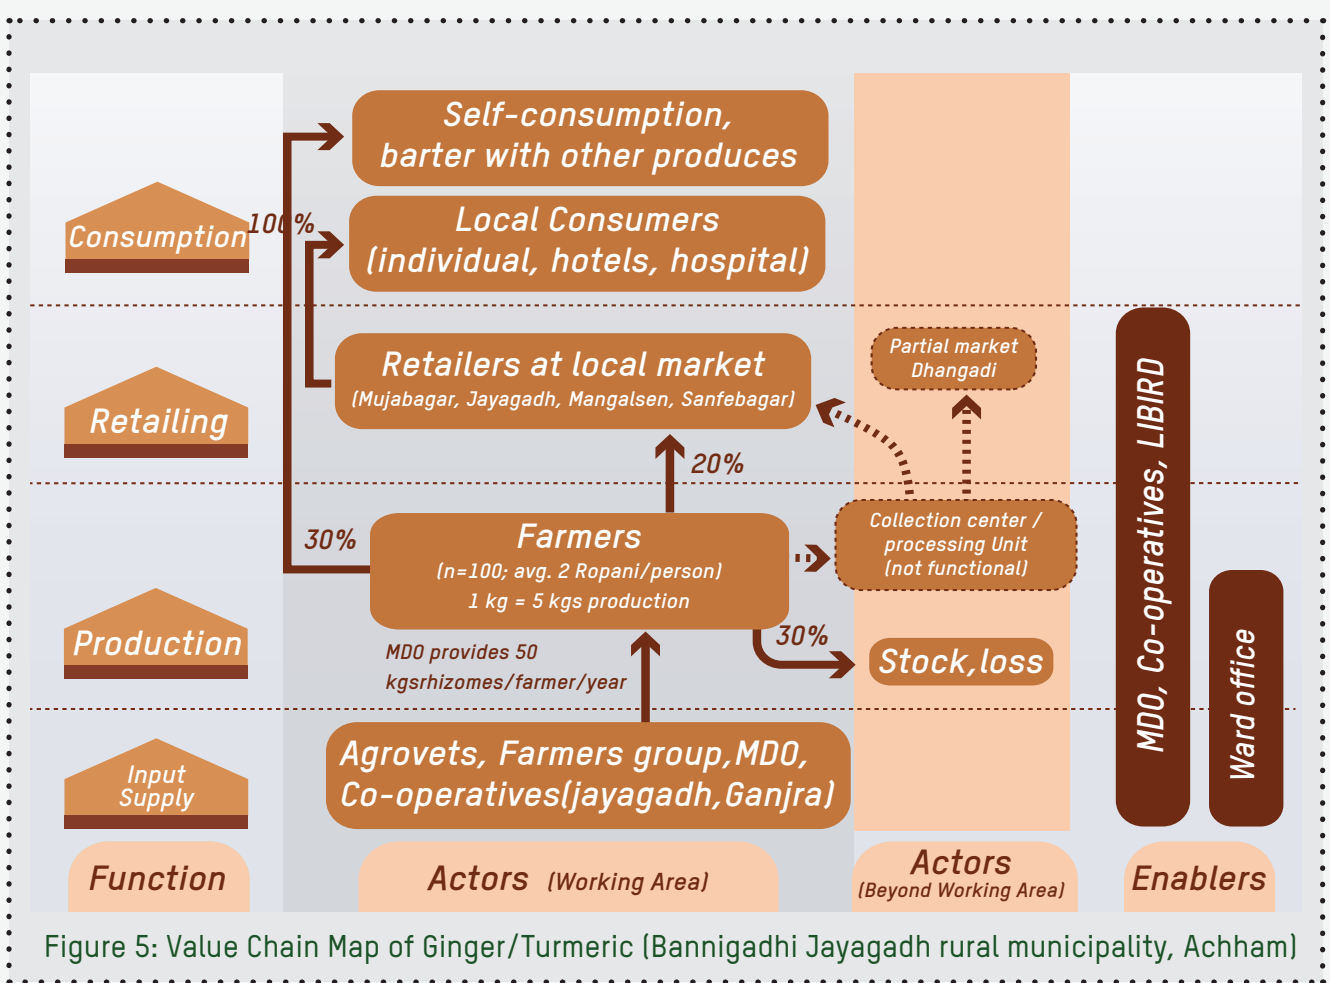 Self-consumption,
barter with other produces
Consumption
100%
Local Consumers
(individual, hotels, hospital)
Retailing
Retailers at local market
(Mujabagar, Jayagadh, Mangalsen, Sanfebagar)
Partial market
Dhangadi
20%
30%
Farmers
(n=100; avg. 2 Ropani/person)
1 kg = 5 kgs production
Collection center /
processing Unit
(not functional)
Production
MDO provides 50
kgsrhizomes/farmer/year
30%
Stock,loss
Input
Supply
Agrovets, Farmers group,MDO,
Co-operatives(jayagadh,Ganjra)
MDO, Co-operatives, LIBIRD
Ward office
Function
Actors (Working Area)
Actors
(Beyond Working Area)
Enablers
Figure 5: Value Chain Map of Ginger/Turmeric (Bannigadhi Jayagadh rural municipality, Achham)